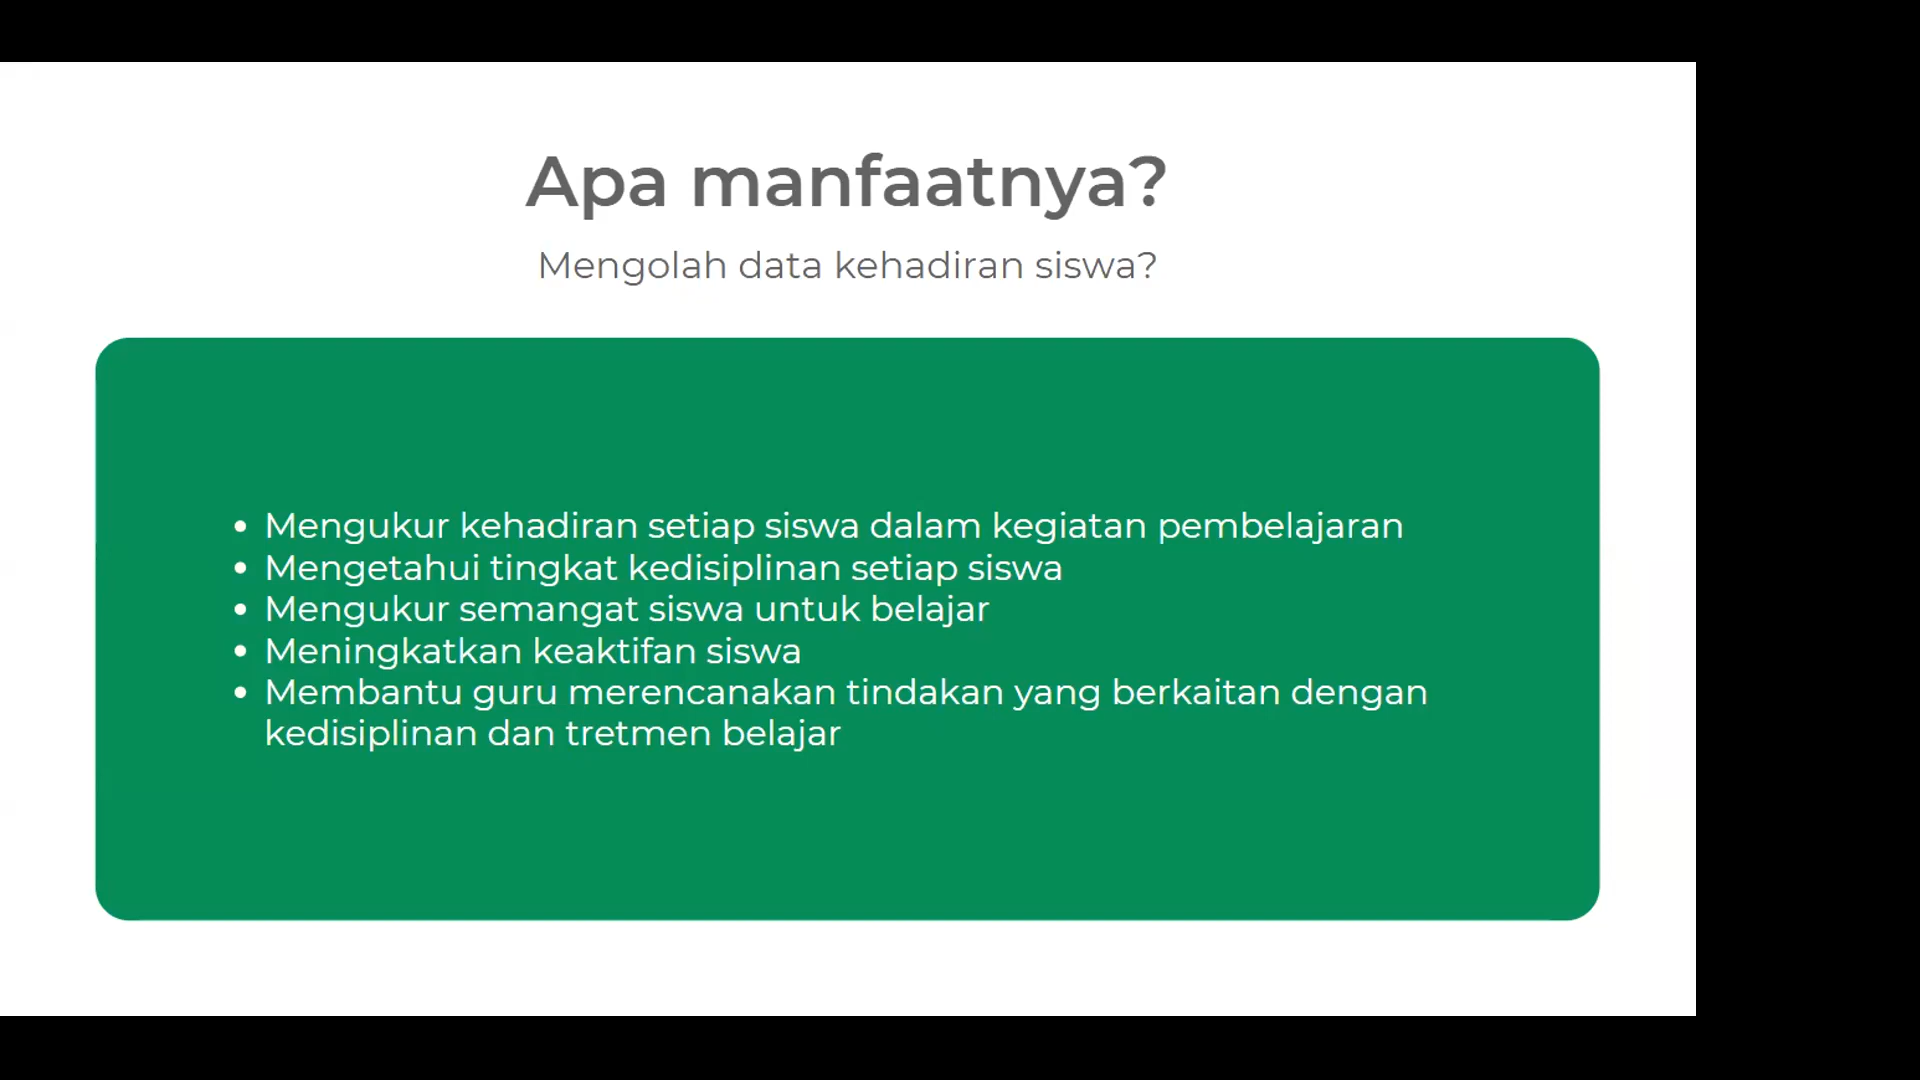 Apa manfaatnya?
Mengolah data kehadiran siswa?
• Mengukur kehadiran setiap siswa dalam kegiatan pembelajaran
• Mengetahui tingkat kedisiplinan setiap siswa
• Mengukur semangat siswa untuk belajar
• Meningkatkan keaktifan siswa
• Membantu guru merencanakan tindakan yang berkaitan dengan
kedisiplinan dan tretmen belajar